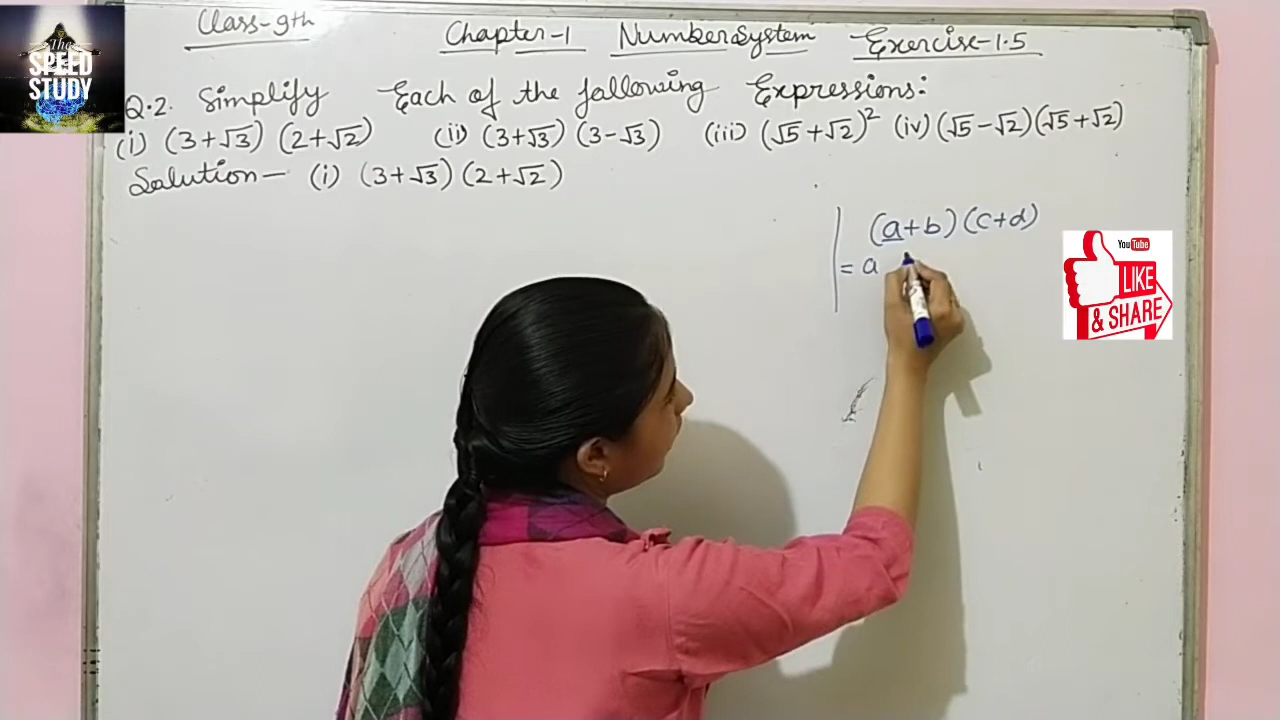 The
SPEED
STUDY
Class-9th
Chapter-1 Number System Exercise-1.5
Q.2. Simplify Each of the fallowing Expressions:
(i) (3+√3) (2+√2) (ii) (3+√3) (3-√3) (iii) (√5+√2)² (iv) (√5-√2)(√5+√2)
Solution— (i) (3+√3) (2+√2)
(a+b)(c+d)
= a
YouTube
LIKE
& SHARE